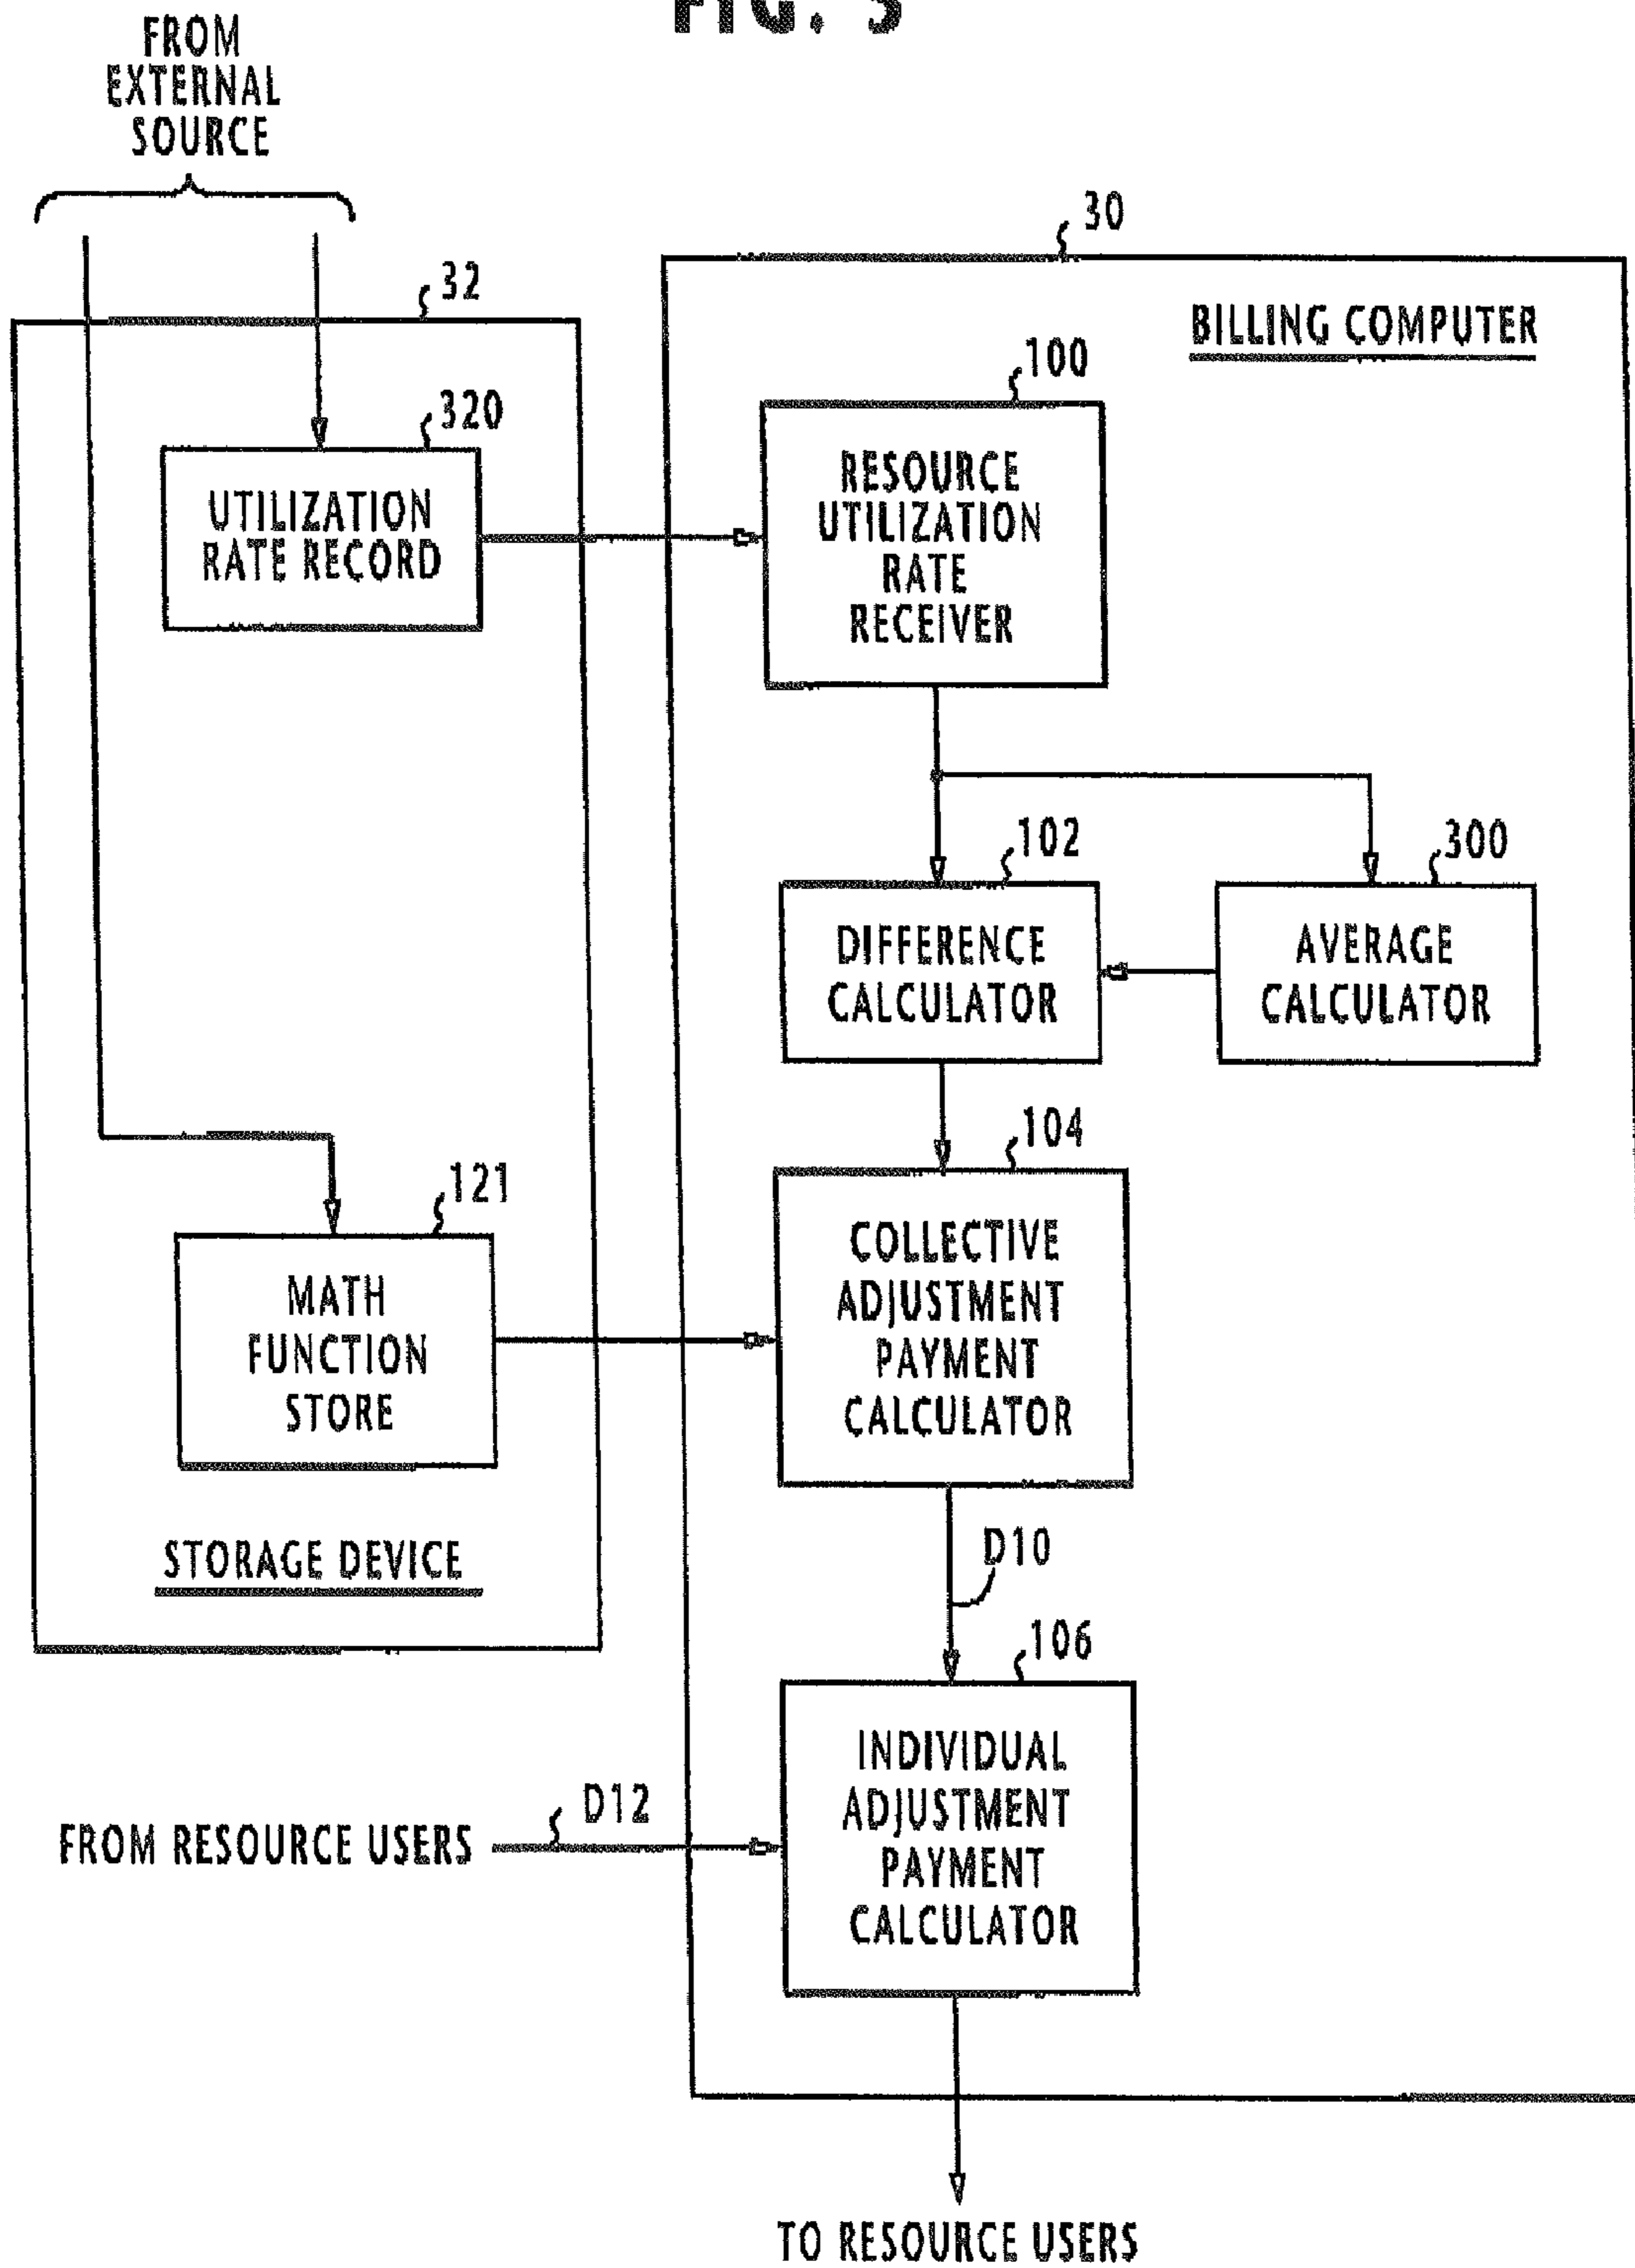 FIG. 3
FROM
EXTERNAL
SOURCE
32
320
UTILIZATION
RATE RECORD
121
MATH
FUNCTION
STORE
STORAGE DEVICE
30
BILLING COMPUTER
100
RESOURCE
UTILIZATION
RATE
RECEIVER
102
DIFFERENCE
CALCULATOR
300
AVERAGE
CALCULATOR
104
COLLECTIVE
ADJUSTMENT
PAYMENT
CALCULATOR
D10
106
INDIVIDUAL
ADJUSTMENT
PAYMENT
CALCULATOR
FROM RESOURCE USERS
D12
TO RESOURCE USERS